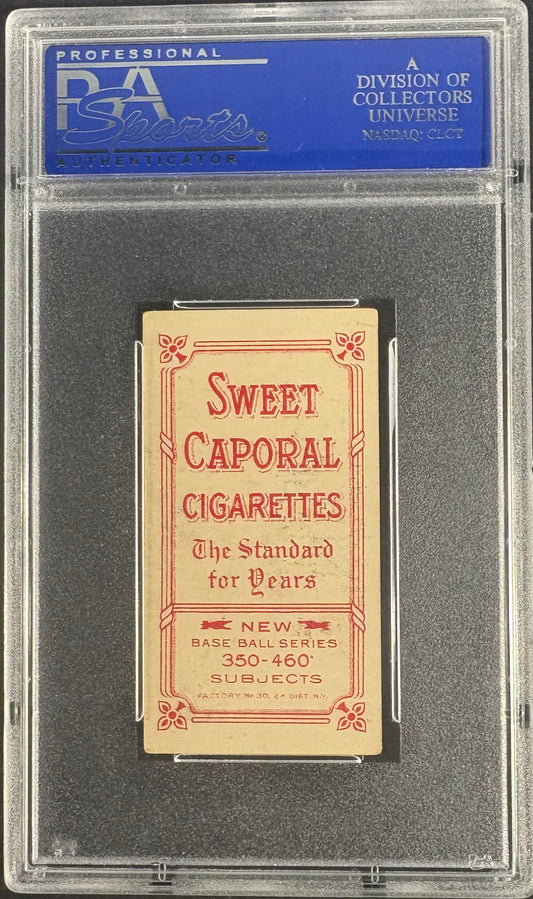 PROFESSIONAL
PSA
Sports
AUTHENTICATOR
A
DIVISION OF
COLLECTORS
UNIVERSE
NASDAQ: CLCT
SWEET
CAPORAL
CIGARETTES
The Standard
for Years
NEW
BASE BALL SERIES
350-460
SUBJECTS
FACTORY No 30, 2d DIST. N.Y.